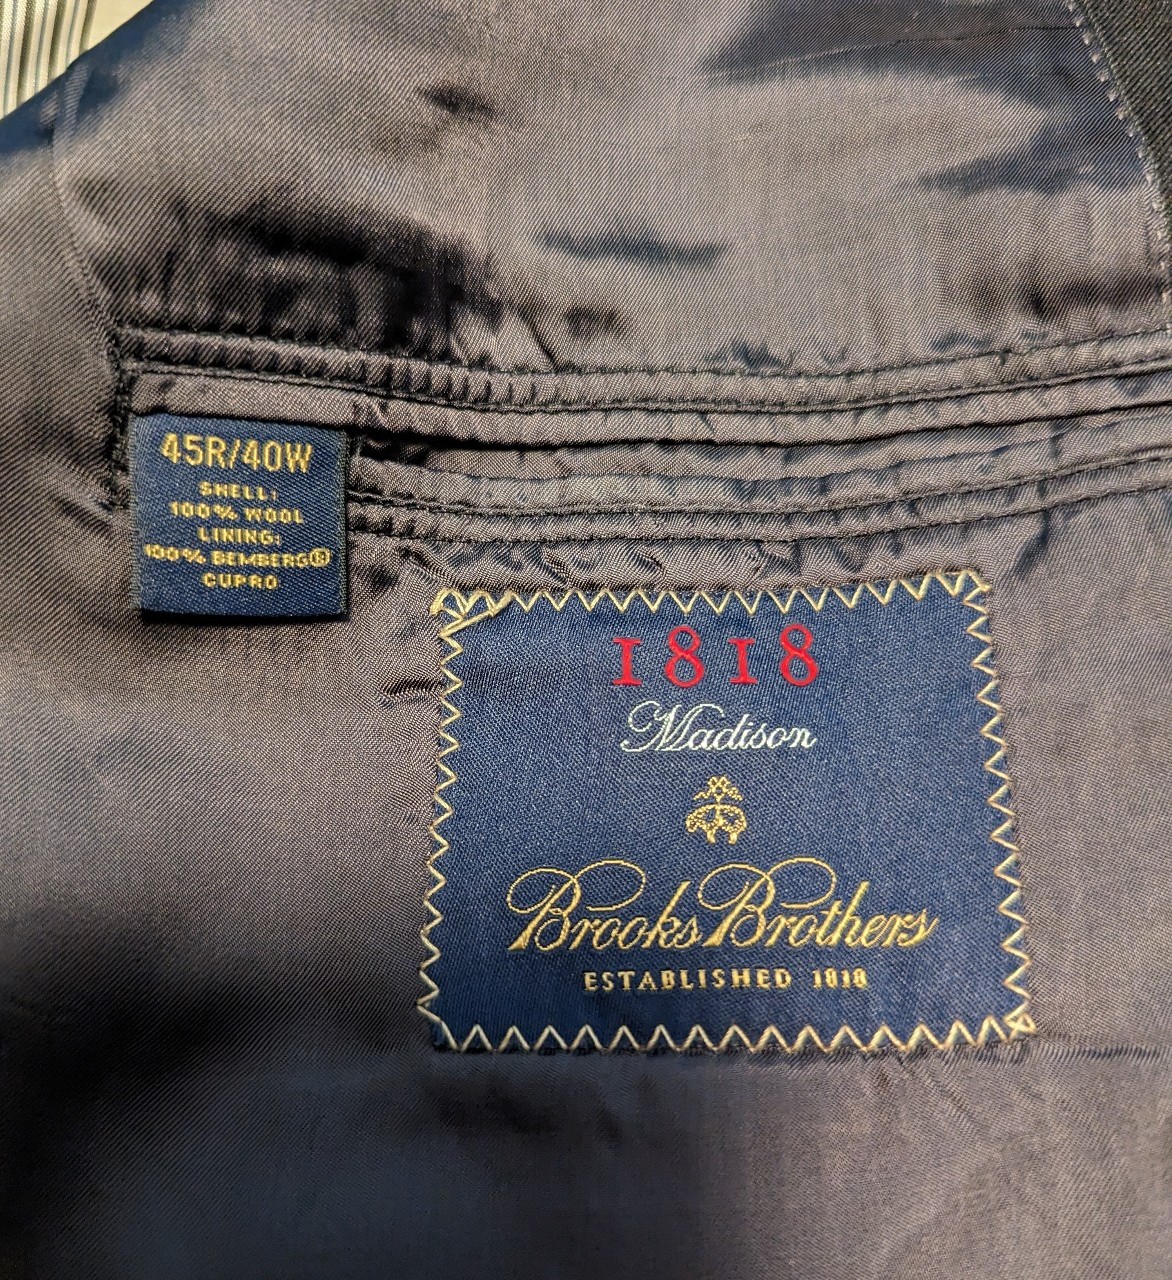 45R/40W
SHELL:
100% WOOL
LINING:
100% BEMBERG®
CUPRO
1818
Madison
Brooks Brothers
ESTABLISHED 1818